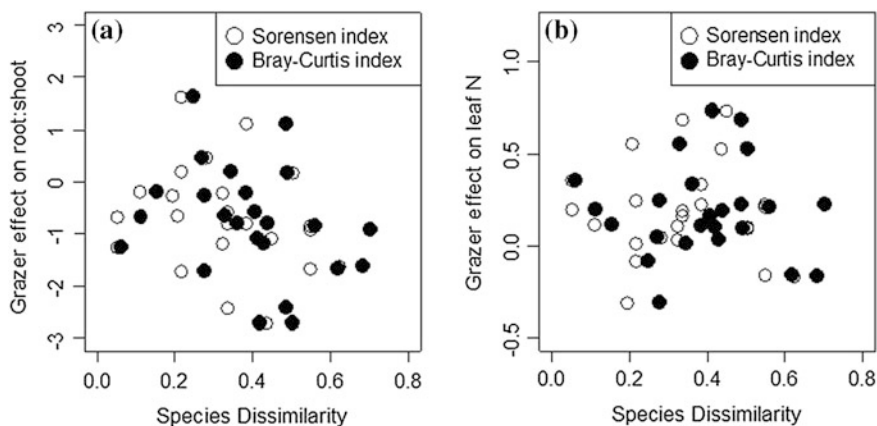 (a)
Sorensen index
Bray-Curtis index
Grazer effect on root:shoot
3
2
1
0
-1
-2
-3
0.0 0.2 0.4 0.6 0.8
Species Dissimilarity
(b)
Sorensen index
Bray-Curtis index
Grazer effect on leaf N
1.0
0.5
0.0
-0.5
0.0 0.2 0.4 0.6 0.8
Species Dissimilarity